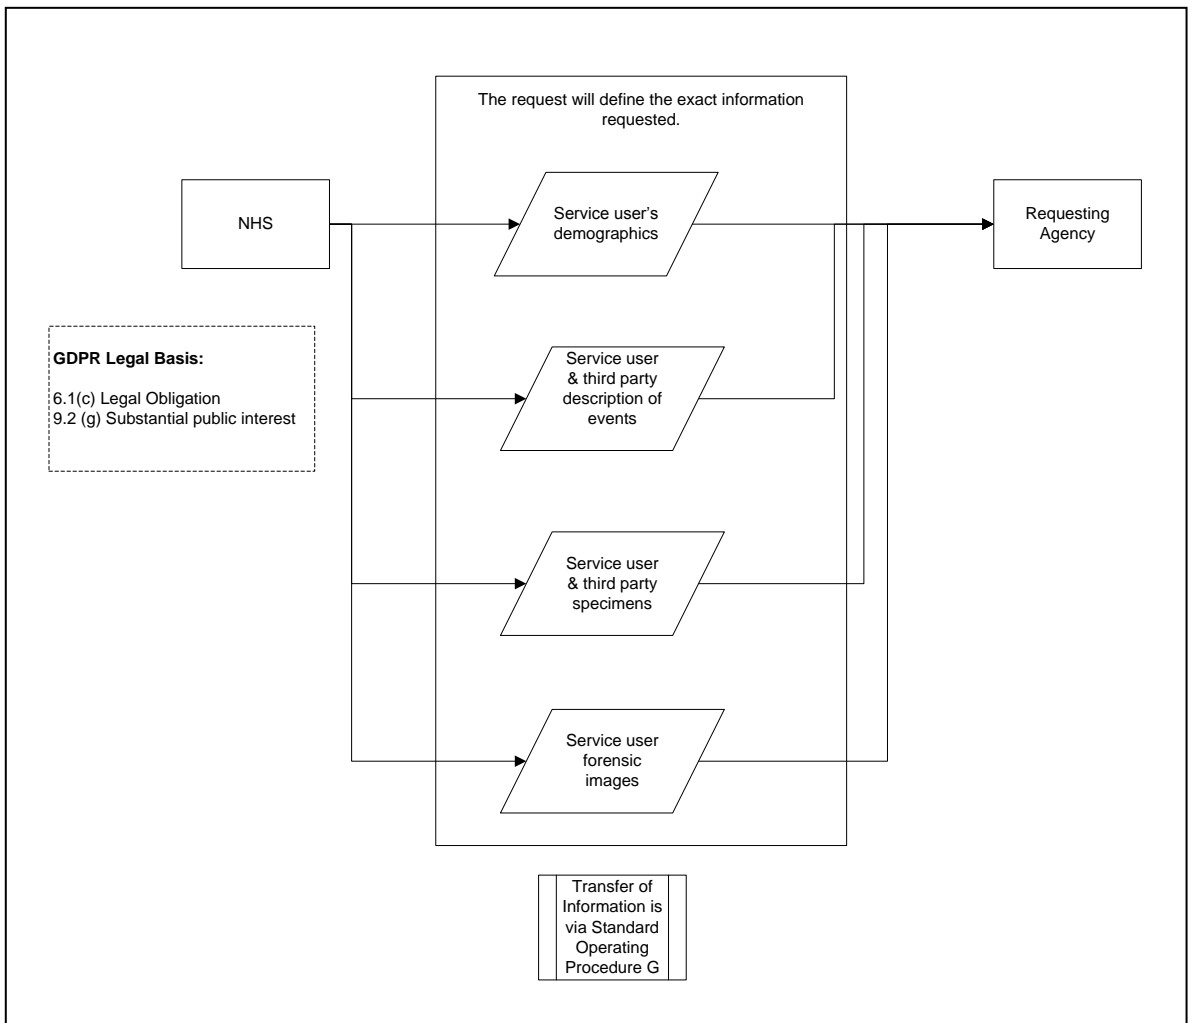 The request will define the exact information
requested.
NHS
Service user's
demographics
Requesting
Agency
GDPR Legal Basis:
6.1(c) Legal Obligation
9.2 (g) Substantial public interest
Service user
& third party
description of
events
Service user
& third party
specimens
Service user
forensic
images
Transfer of
Information is
via Standard
Operating
Procedure G